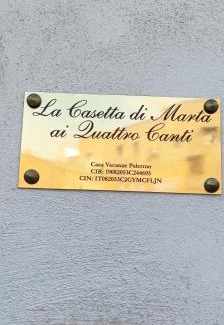 La Casetta di Marta
ai Quattro Canti
Casa Vacanze Palermo
CIR: 19082053C244695
CIN: IT082053C2GYMCFLJN